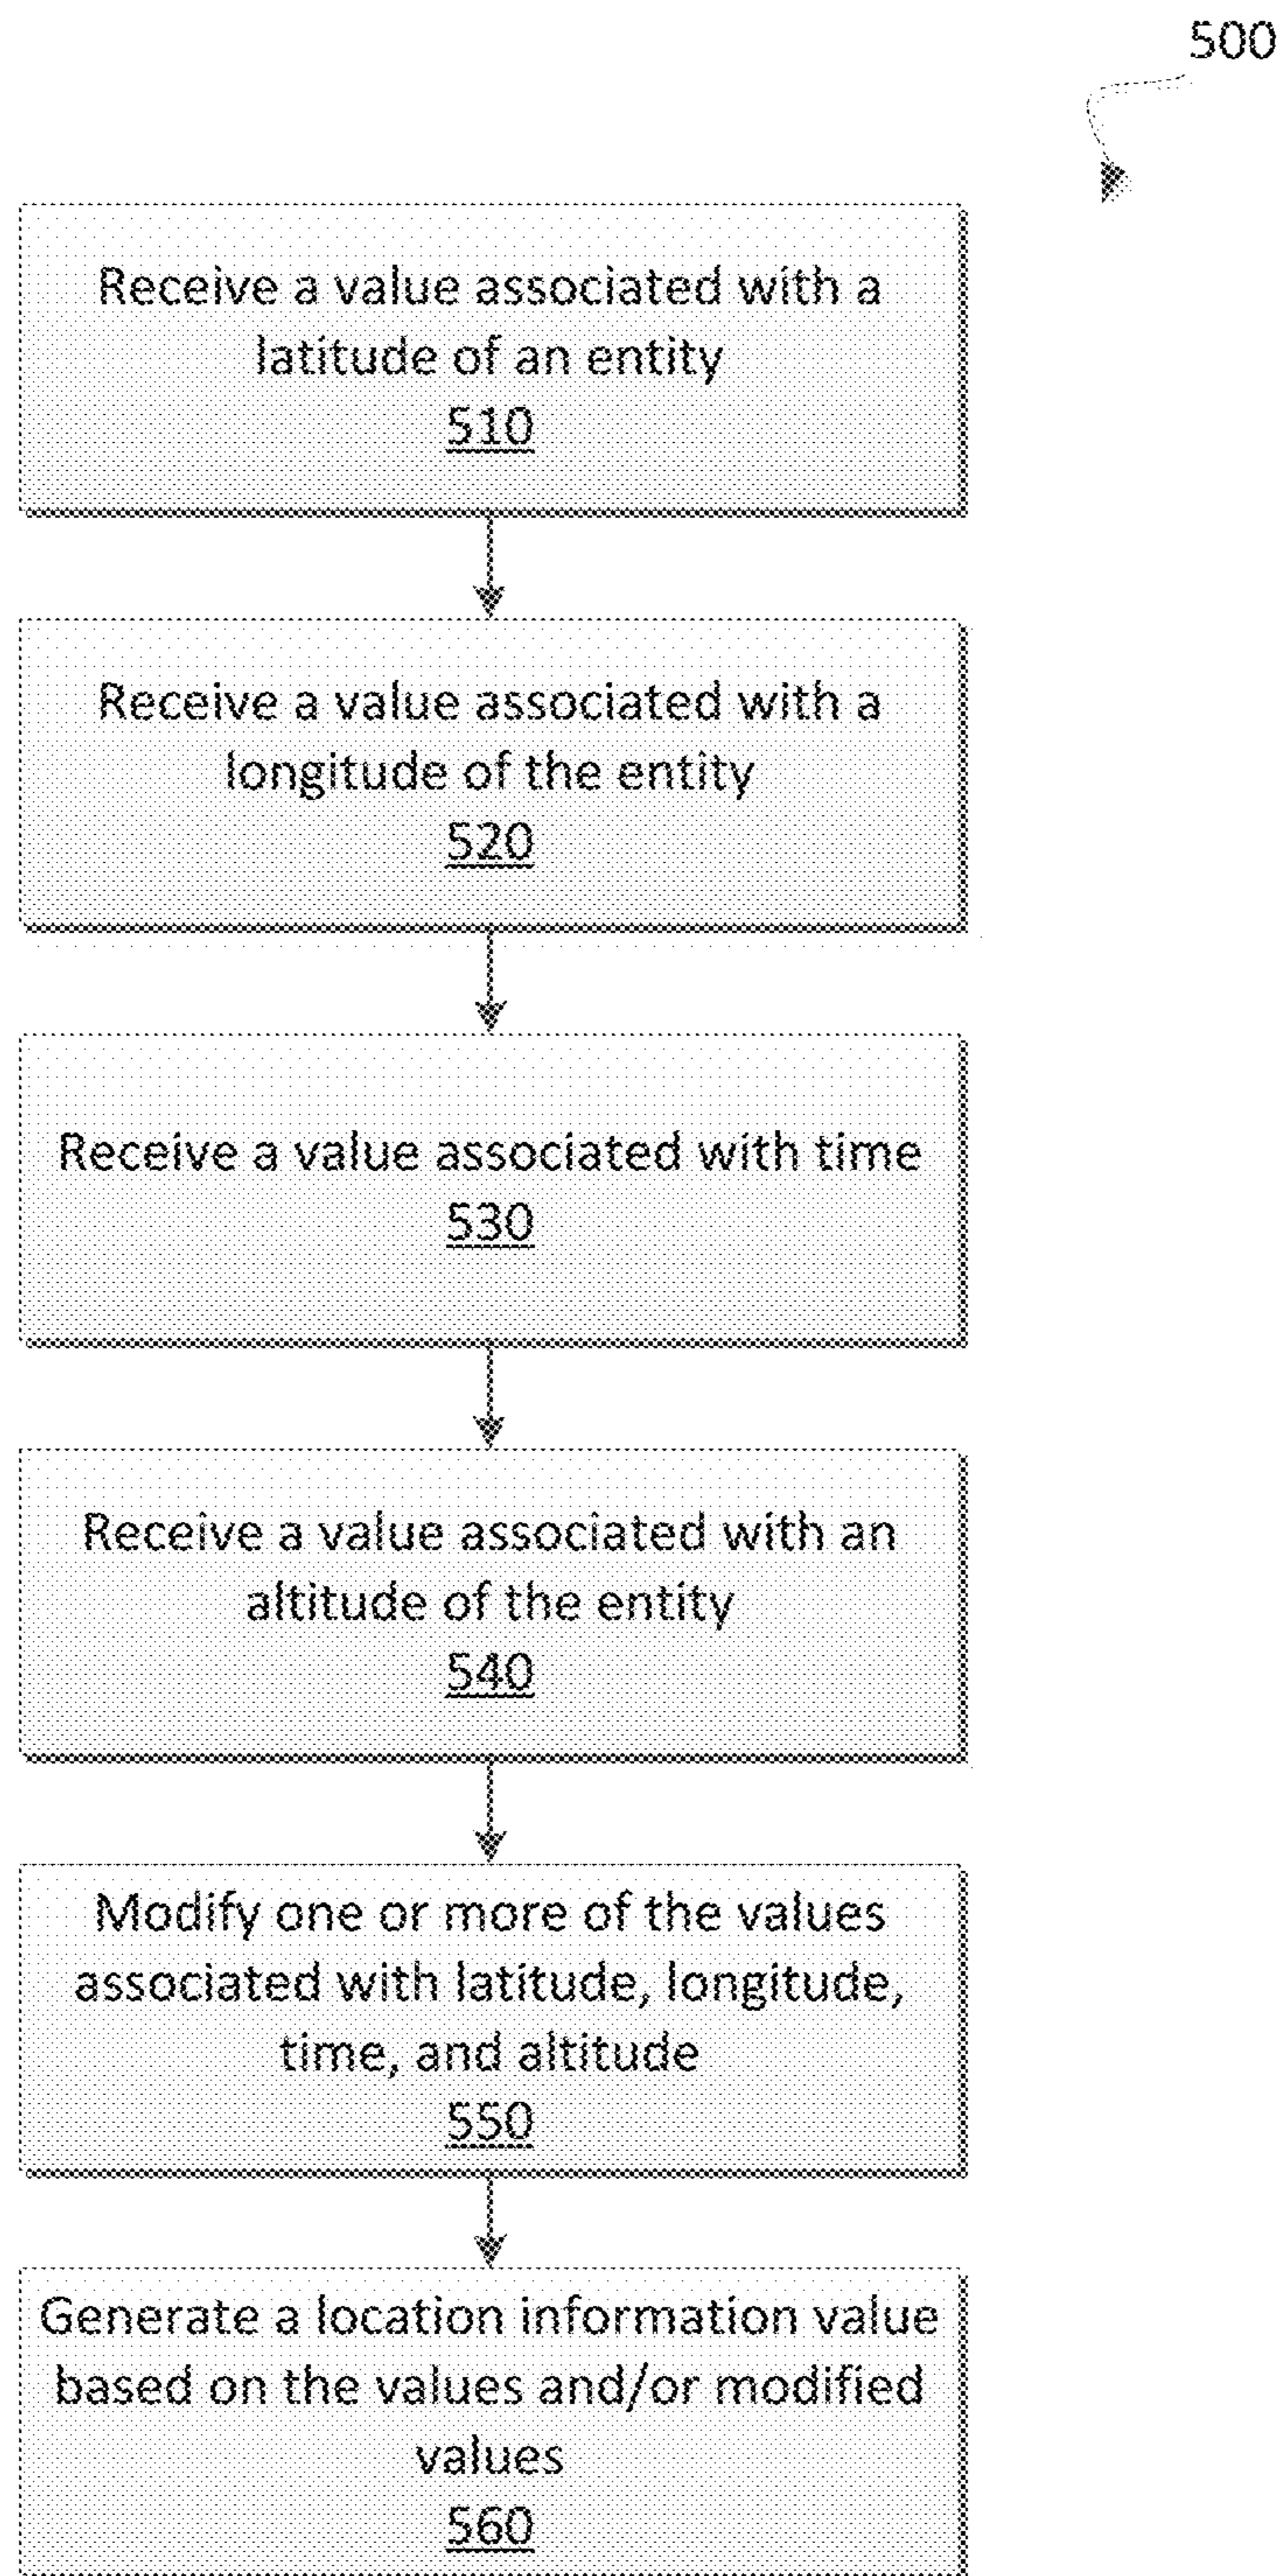 500
Receive a value associated with a
latitude of an entity
510
Receive a value associated with a
longitude of the entity
520
Receive a value associated with time
530
Receive a value associated with an
altitude of the entity
540
Modify one or more of the values
associated with latitude, longitude,
time, and altitude
550
Generate a location information value
based on the values and/or modified
values
560